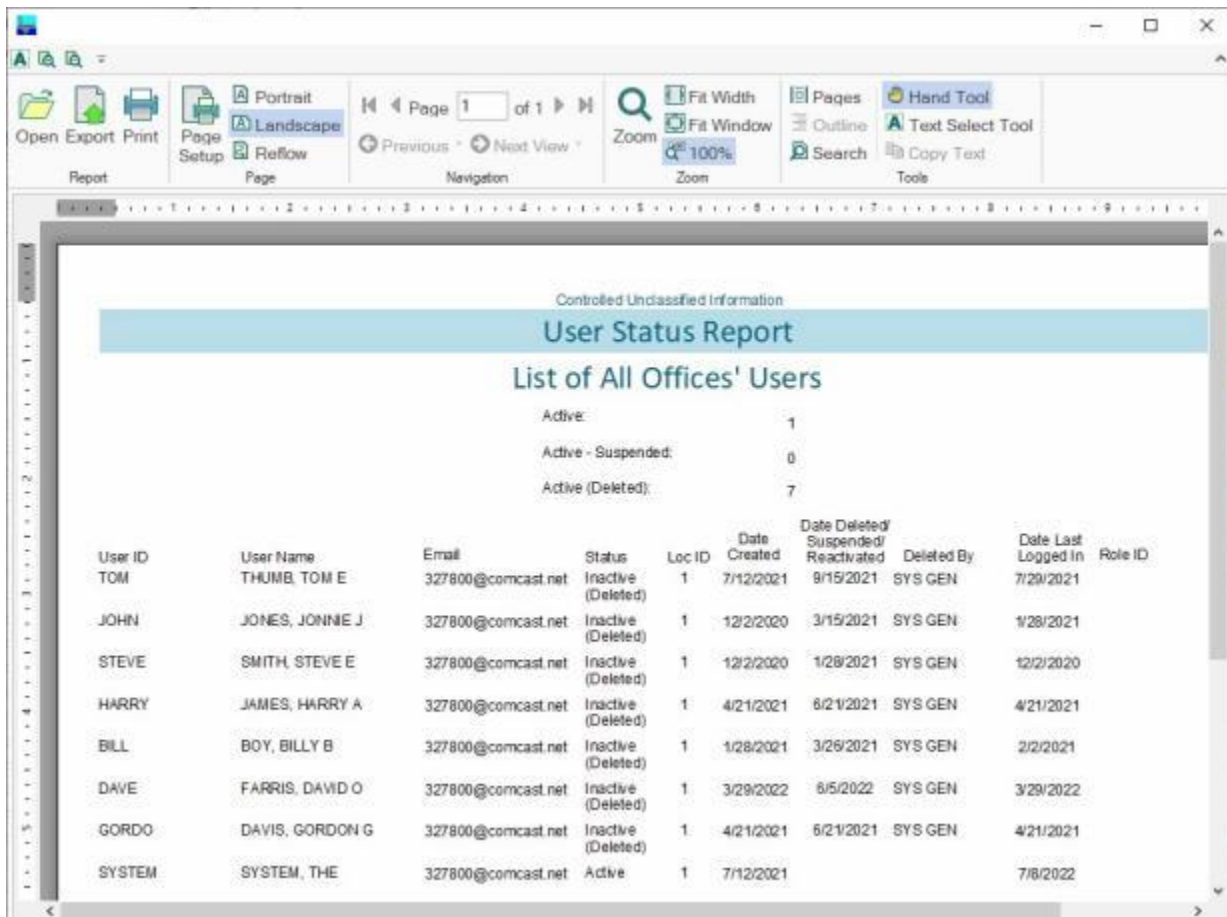 Open Export Print
Report
Page Setup
Portrait
Landscape
Reflow
Page
Page 1 of 1
Previous Next View
Navigation
Zoom
Fit Width
Fit Window
100%
Zoom
Pages
Outline
Search
Hand Tool
Text Select Tool
Copy Text
Tools
1 2 3 4 5 6 7 8 9
Controlled Unclassified Information
User Status Report
List of All Offices' Users
Active: 1
Active - Suspended: 0
Active (Deleted): 7
User ID User Name Email Status Loc ID Date Created Date Deleted/ Suspended/ Reactivated Deleted By Date Last Logged In Role ID
TOM THUMB, TOM E 327800@comcast.net Inactive (Deleted) 1 7/12/2021 9/15/2021 SYS GEN 7/29/2021
JOHN JONES, JONNIE J 327800@comcast.net Inactive (Deleted) 1 12/2/2020 3/15/2021 SYS GEN 1/28/2021
STEVE SMITH, STEVE E 327800@comcast.net Inactive (Deleted) 1 12/2/2020 1/28/2021 SYS GEN 12/2/2020
HARRY JAMES, HARRY A 327800@comcast.net Inactive (Deleted) 1 4/21/2021 6/21/2021 SYS GEN 4/21/2021
BILL BOY, BILLY B 327800@comcast.net Inactive (Deleted) 1 1/28/2021 3/26/2021 SYS GEN 2/2/2021
DAVE FARRIS, DAVID O 327800@comcast.net Inactive (Deleted) 1 3/29/2022 6/5/2022 SYS GEN 3/29/2022
GORDO DAVIS, GORDON G 327800@comcast.net Inactive (Deleted) 1 4/21/2021 6/21/2021 SYS GEN 4/21/2021
SYSTEM SYSTEM, THE 327800@comcast.net Active 1 7/12/2021 7/8/2022